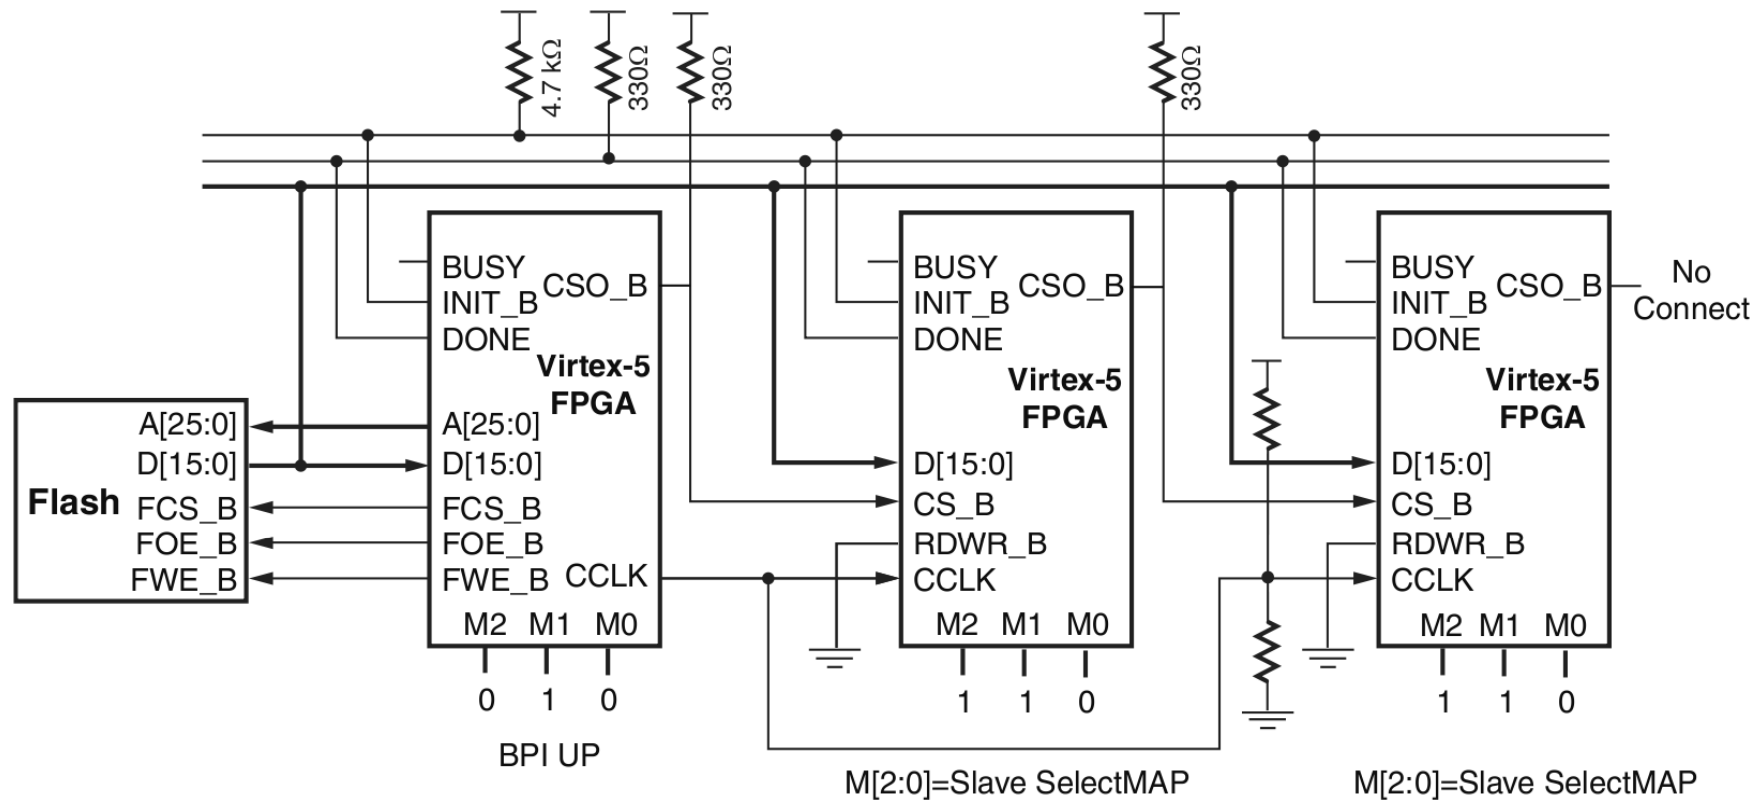 4.7 kΩ
330Ω
330Ω
330Ω
BUSY
INIT_B
DONE
CSO_B
Virtex-5
FPGA
A[25:0]
D[15:0]
FCS_B
FOE_B
FWE_B
CCLK
M2 M1 M0
0 1 0
BPI UP
Flash
A[25:0]
D[15:0]
FCS_B
FOE_B
FWE_B
BUSY
INIT_B
DONE
CSO_B
Virtex-5
FPGA
D[15:0]
CS_B
RDWR_B
CCLK
M2 M1 M0
1 1 0
M[2:0]=Slave SelectMAP
BUSY
INIT_B
DONE
CSO_B
No
Connect
Virtex-5
FPGA
D[15:0]
CS_B
RDWR_B
CCLK
M2 M1 M0
1 1 0
M[2:0]=Slave SelectMAP